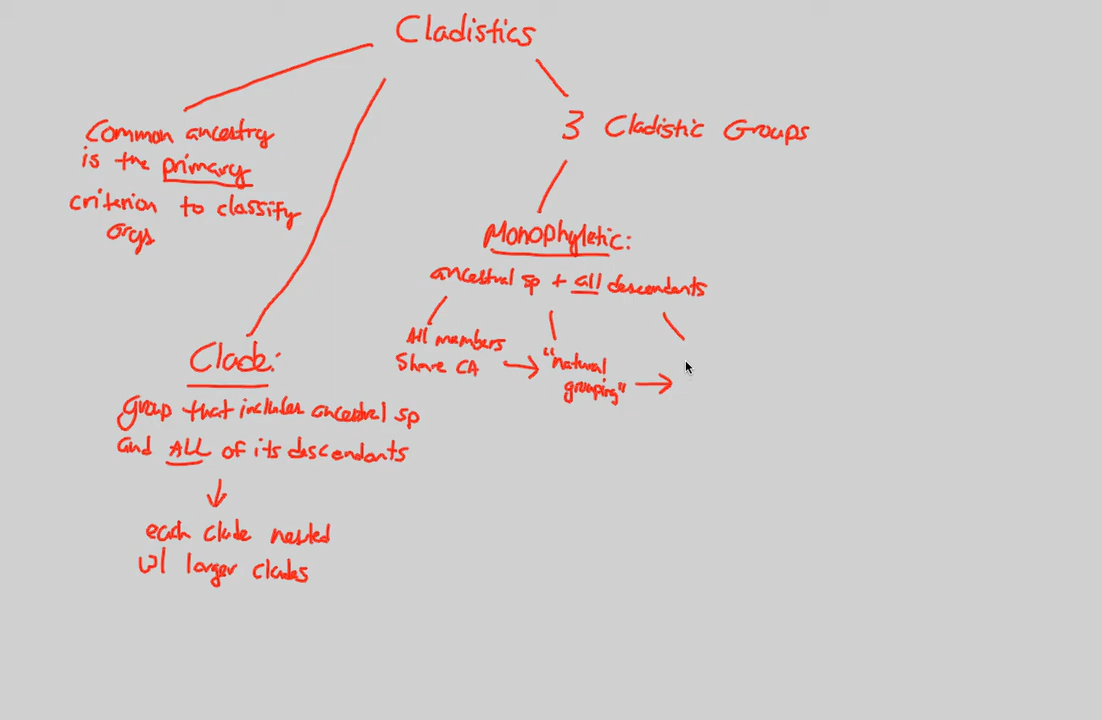 Cladistics
Common ancestry
is the primary
criterion to classify
orgs
3 Cladistic Groups
Monophyletic:
ancestral sp + all descendants
All members
Share CA → "natural
grouping" →
Clade:
group that includes ancestral sp
and ALL of its descendants
↓
each clade nested
w/ larger clades